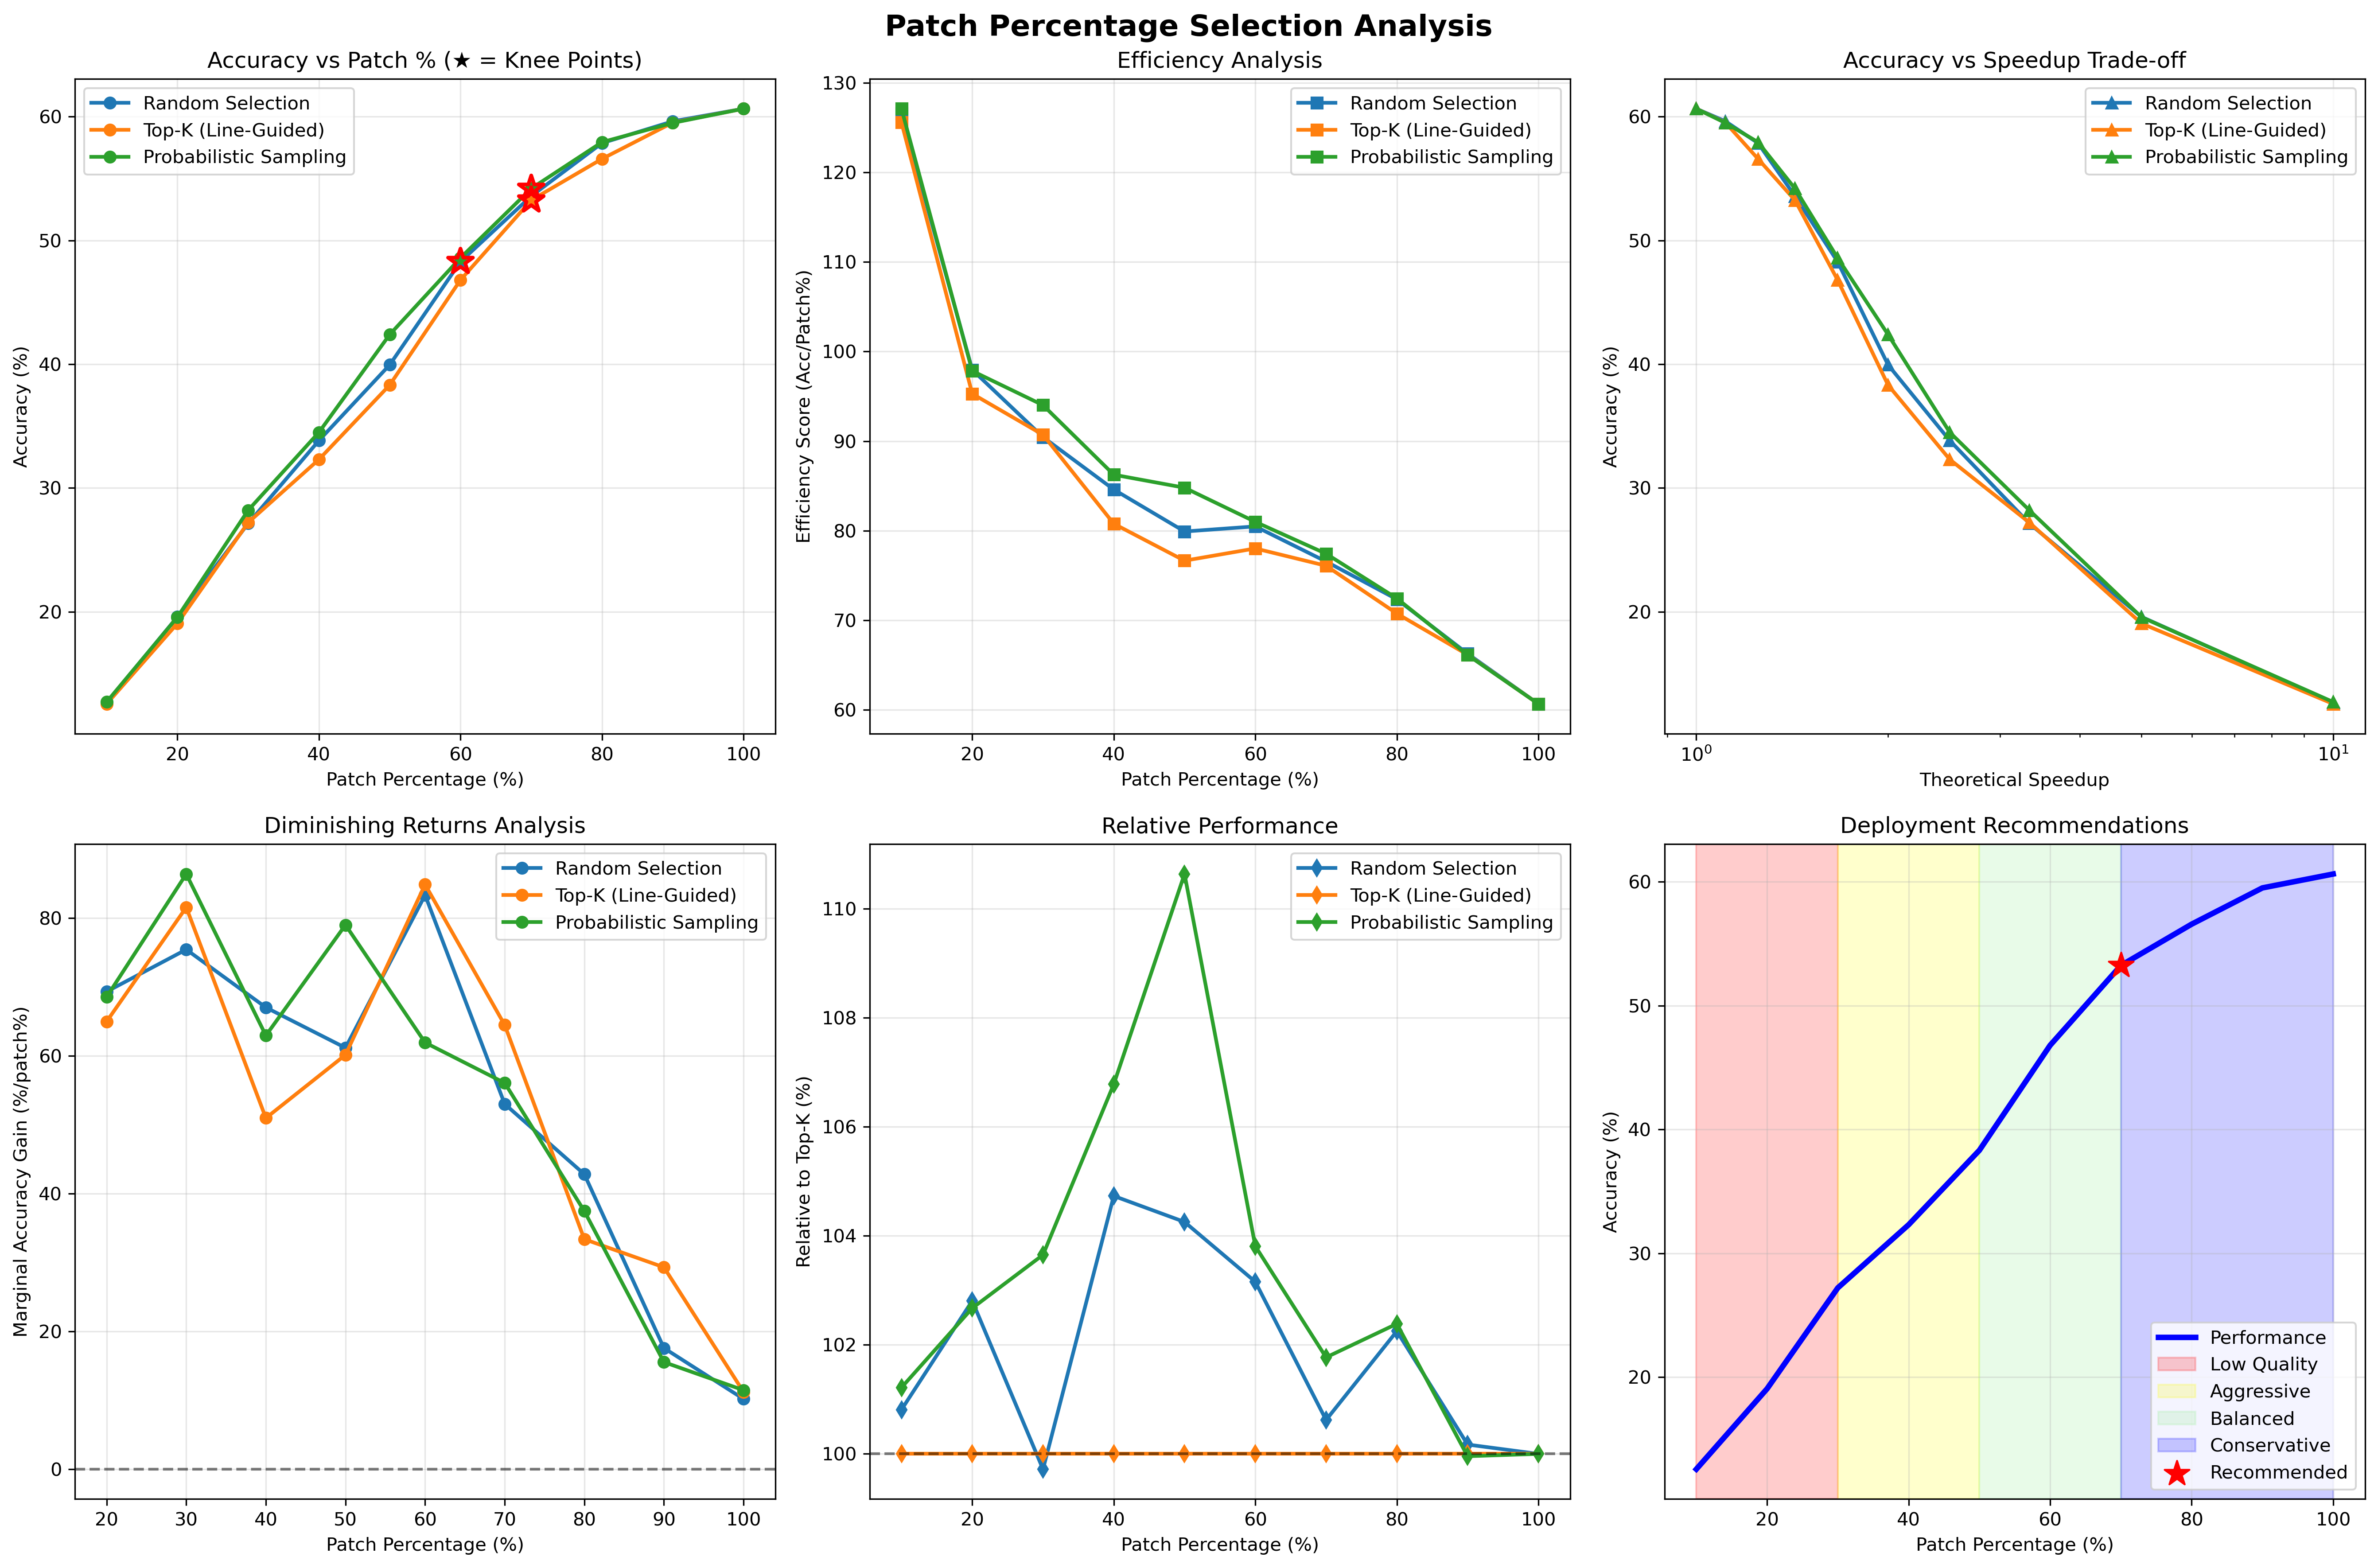 Patch Percentage Selection Analysis
Accuracy vs Patch % (★ = Knee Points)
Random Selection
Top-K (Line-Guided)
Probabilistic Sampling
60
50
40
30
20
Accuracy (%)
20 40 60 80 100
Patch Percentage (%)
Efficiency Analysis
Random Selection
Top-K (Line-Guided)
Probabilistic Sampling
130
120
110
100
90
80
70
60
Efficiency Score (Acc/Patch%)
20 40 60 80 100
Patch Percentage (%)
Accuracy vs Speedup Trade-off
Random Selection
Top-K (Line-Guided)
Probabilistic Sampling
60
50
40
30
20
Accuracy (%)
10⁰ 10¹
Theoretical Speedup
Diminishing Returns Analysis
Random Selection
Top-K (Line-Guided)
Probabilistic Sampling
80
60
40
20
0
Marginal Accuracy Gain (%/patch%)
20 30 40 50 60 70 80 90 100
Patch Percentage (%)
Relative Performance
Random Selection
Top-K (Line-Guided)
Probabilistic Sampling
110
108
106
104
102
100
Relative to Top-K (%)
20 40 60 80 100
Patch Percentage (%)
Deployment Recommendations
60
50
40
30
20
Accuracy (%)
Performance
Low Quality
Aggressive
Balanced
Conservative
Recommended
20 40 60 80 100
Patch Percentage (%)